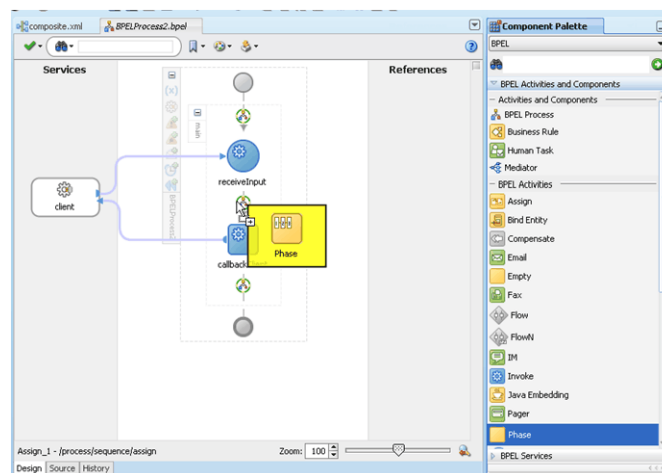 composite.xml
BPELProcess2.bpel
Services
References
main
receiveInput
client
BPELProcess2
Phase
callbackClient
Assign_1 - /process/sequence/assign
Zoom: 100
Design Source History
Component Palette
BPEL
BPEL Activities and Components
Activities and Components
BPEL Process
Business Rule
Human Task
Mediator
BPEL Activities
Assign
Bind Entity
Compensate
Email
Empty
Fax
Flow
FlowN
IM
Invoke
Java Embedding
Pager
Phase
BPEL Services